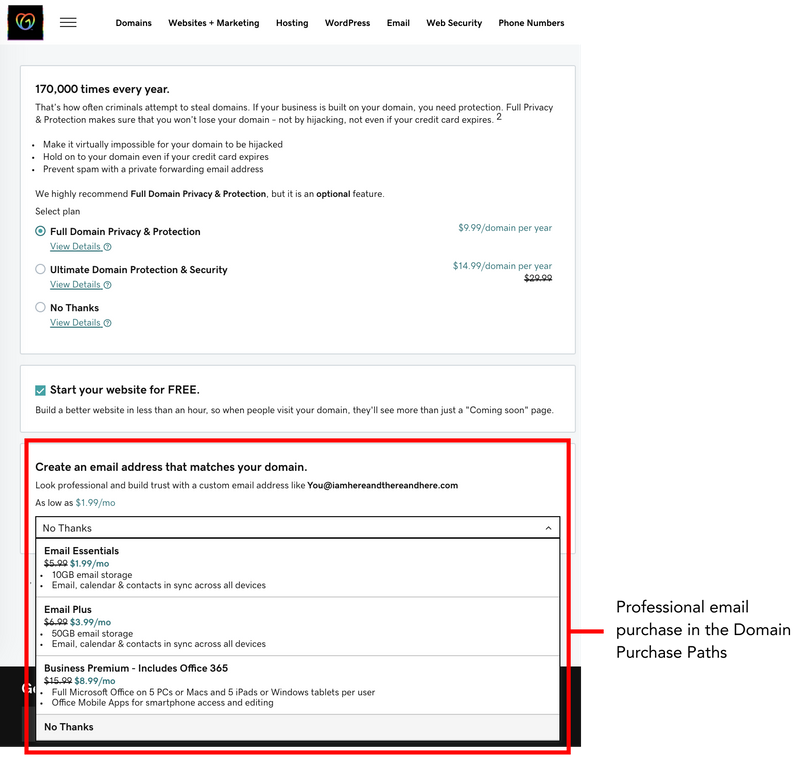 Domains Websites + Marketing Hosting WordPress Email Web Security Phone Numbers
170,000 times every year.
That's how often criminals attempt to steal domains. If your business is built on your domain, you need protection. Full Privacy
& Protection makes sure that you won't lose your domain – not by hijacking, not even if your credit card expires. 2
• Make it virtually impossible for your domain to be hijacked
• Hold on to your domain even if your credit card expires
• Prevent spam with a private forwarding email address
We highly recommend Full Domain Privacy & Protection, but it is an optional feature.
Select plan
Full Domain Privacy & Protection $9.99/domain per year
View Details ?
Ultimate Domain Protection & Security $14.99/domain per year
$29.99
View Details ?
No Thanks
View Details ?
Start your website for FREE.
Build a better website in less than an hour, so when people visit your domain, they'll see more than just a "Coming soon" page.
Create an email address that matches your domain.
Look professional and build trust with a custom email address like You@iamhereandthereandhere.com
As low as $1.99/mo
No Thanks
Email Essentials
$5.99 $1.99/mo
• 10GB email storage
• Email, calendar & contacts in sync across all devices
Email Plus
$6.99 $3.99/mo
• 50GB email storage
• Email, calendar & contacts in sync across all devices
Business Premium - Includes Office 365
$15.99 $8.99/mo
• Full Microsoft Office on 5 PCs or Macs and 5 iPads or Windows tablets per user
• Office Mobile Apps for smartphone access and editing
No Thanks
Professional email
purchase in the Domain
Purchase Paths